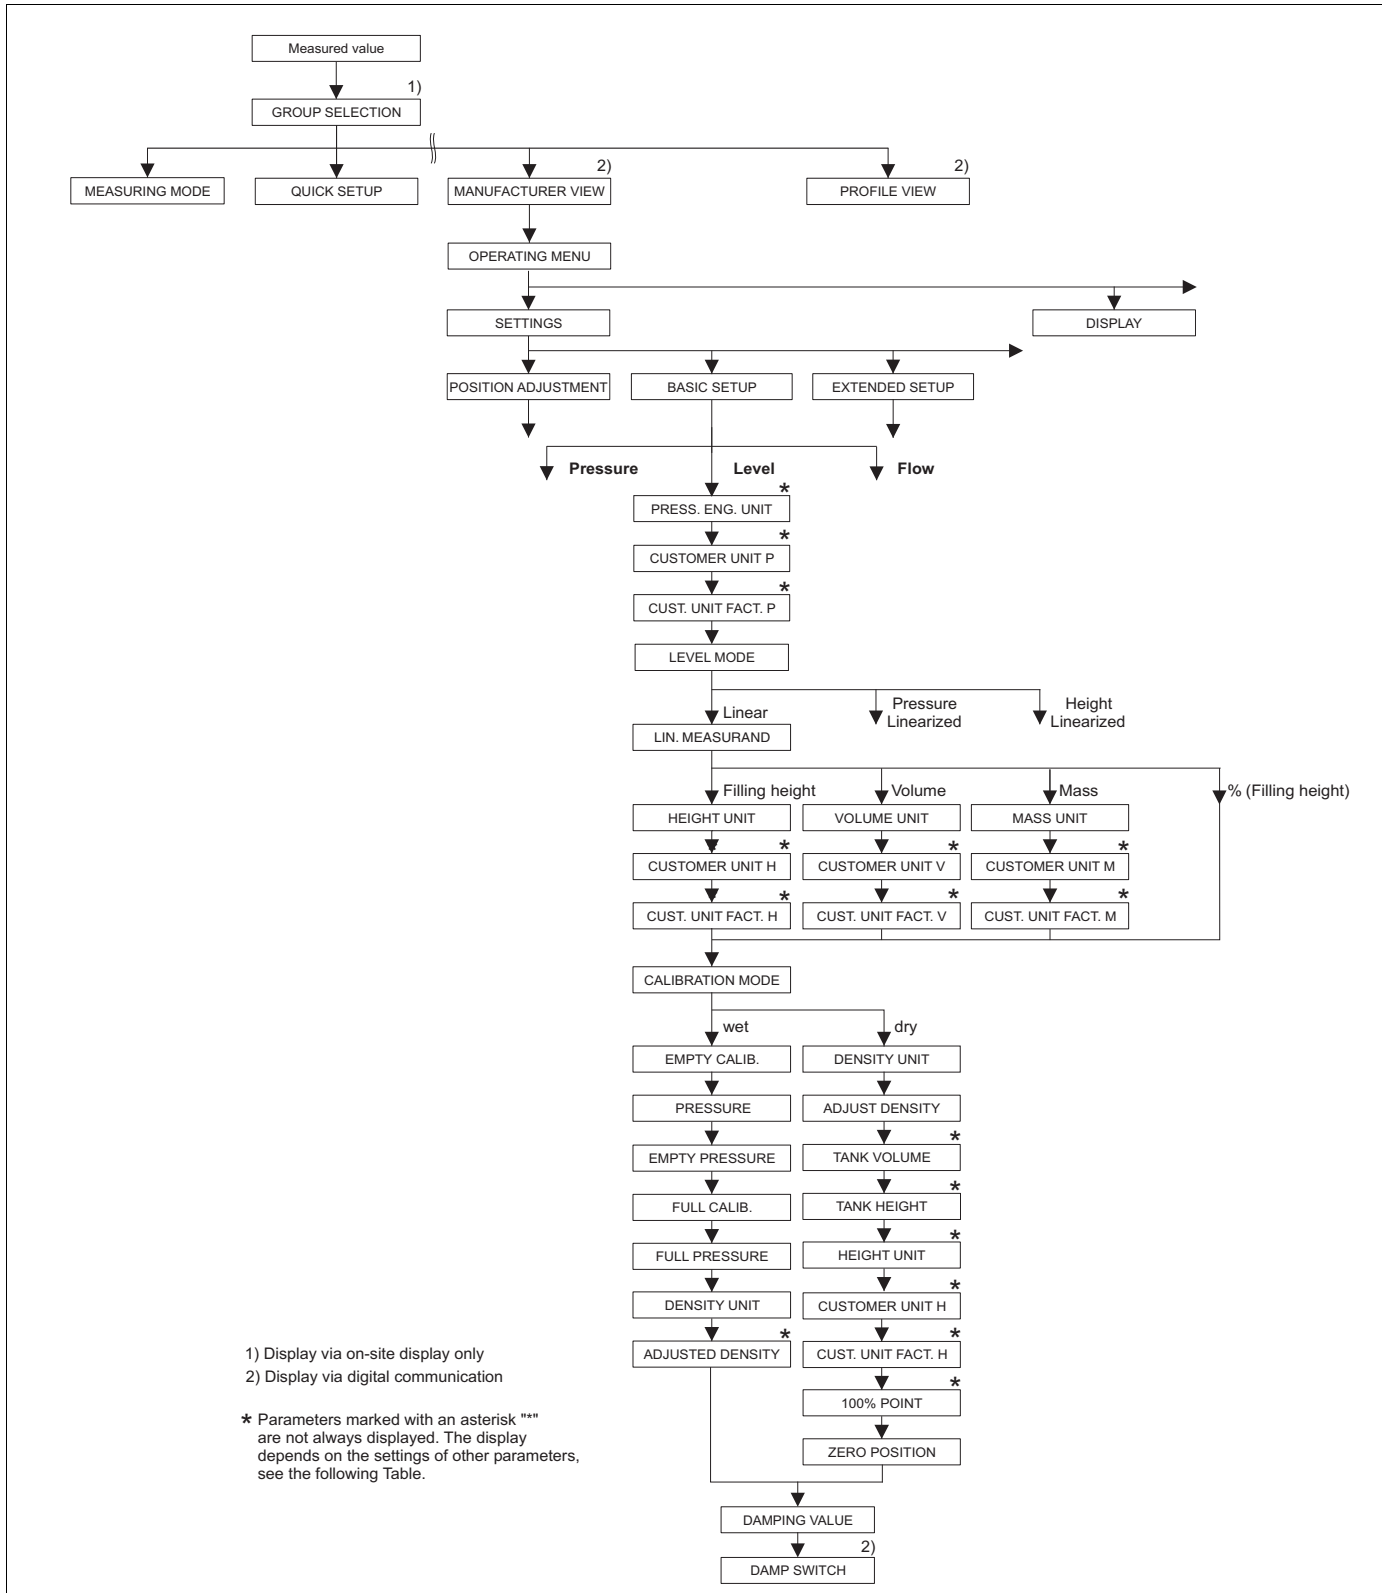 Measured value
1)
GROUP SELECTION
2)
2)
MEASURING MODE
QUICK SETUP
MANUFACTURER VIEW
PROFILE VIEW
OPERATING MENU
SETTINGS
DISPLAY
POSITION ADJUSTMENT
BASIC SETUP
EXTENDED SETUP
Pressure
Level
Flow
*
PRESS. ENG. UNIT
*
CUSTOMER UNIT P
*
CUST. UNIT FACT. P
LEVEL MODE
Linear
Pressure
Linearized
Height
Linearized
LIN. MEASURAND
Filling height
Volume
Mass
% (Filling height)
HEIGHT UNIT
VOLUME UNIT
MASS UNIT
*
*
*
CUSTOMER UNIT H
CUSTOMER UNIT V
CUSTOMER UNIT M
*
*
*
CUST. UNIT FACT. H
CUST. UNIT FACT. V
CUST. UNIT FACT. M
CALIBRATION MODE
wet
dry
EMPTY CALIB.
DENSITY UNIT
PRESSURE
ADJUST DENSITY
*
EMPTY PRESSURE
TANK VOLUME
*
FULL CALIB.
TANK HEIGHT
*
FULL PRESSURE
HEIGHT UNIT
*
DENSITY UNIT
CUSTOMER UNIT H
*
*
ADJUSTED DENSITY
CUST. UNIT FACT. H
*
100% POINT
ZERO POSITION
1) Display via on-site display only
2) Display via digital communication
* Parameters marked with an asterisk "*"
are not always displayed. The display
depends on the settings of other parameters,
see the following Table.
DAMPING VALUE
2)
DAMP SWITCH